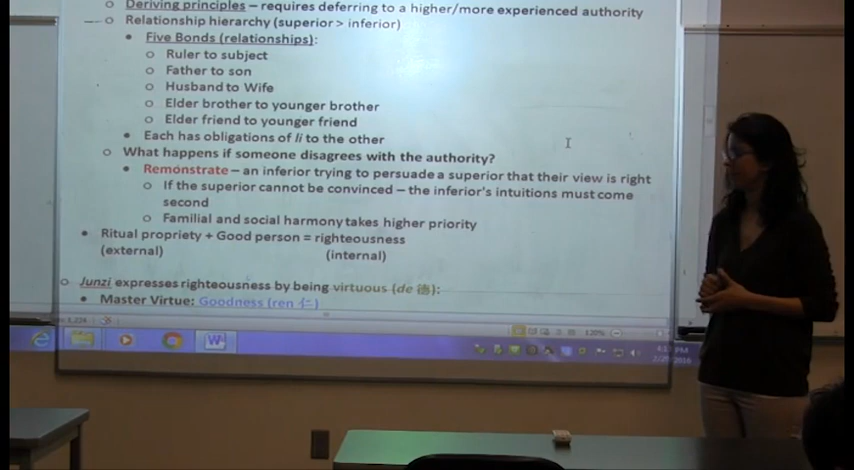 Deriving principles – requires deferring to a higher/more experienced authority
Relationship hierarchy (superior > inferior)
Five Bonds (relationships):
Ruler to subject
Father to son
Husband to Wife
Elder brother to younger brother
Elder friend to younger friend
Each has obligations of li to the other
What happens if someone disagrees with the authority?
Remonstrate – an inferior trying to persuade a superior that their view is right
If the superior cannot be convinced – the inferior's intuitions must come
second
Familial and social harmony takes higher priority
Ritual propriety + Good person = righteousness
(external) (internal)
Junzi expresses righteousness by being virtuous (de 德):
Master Virtue: Goodness (ren 仁)
120%
W
PM